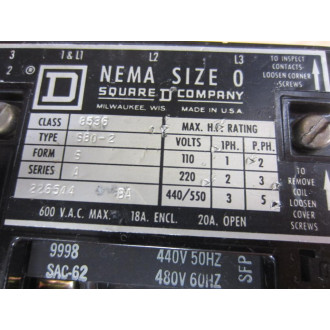 3 1 & L1 L2 L3 TO INSPECT
CONTACTS-
LOOSEN CORNER
SCREWS
2
D
NEMA SIZE 0
SQUARE D COMPANY
MILWAUKEE, WIS. MADE IN U.S.A.
CLASS 8536
TYPE SBO-2
FORM S
SERIES A
MAX. H.P. RATING
VOLTS 1PH. P.PH.
110 1 2
220 2 3
440/550 3 5
TO
REMOVE
COIL-
LOOSEN
COVER
SCREWS
600 V.A.C. MAX. 18A. ENCL. 20A. OPEN
9998 440V 50HZ
SAC-62 480V 60HZ
SFP